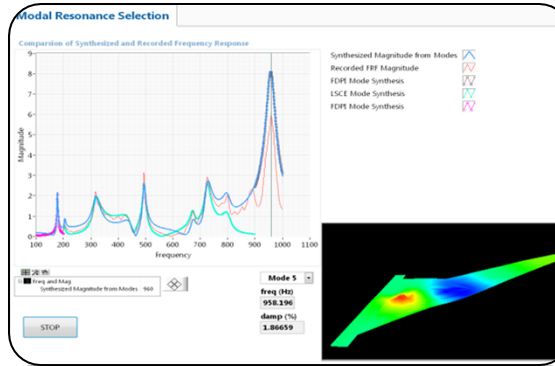 Modal Resonance Selection
Comparsion of Synthesized and Recorded Frequency Response
Synthesized Magnitude from Modes
Recorded FRF Magnitude
FDPI Mode Synthesis
LSCE Mode Synthesis
FDPI Mode Synthesis
Magnitude
9
8
7
6
5
4
3
2
1
0
100 200 300 400 500 600 700 800 900 1000 1100
Frequency
Freq and Mag
Synthesized Magnitude from Modes 960
Mode 5
freq (Hz)
958.196
damp (%)
1.86659
STOP